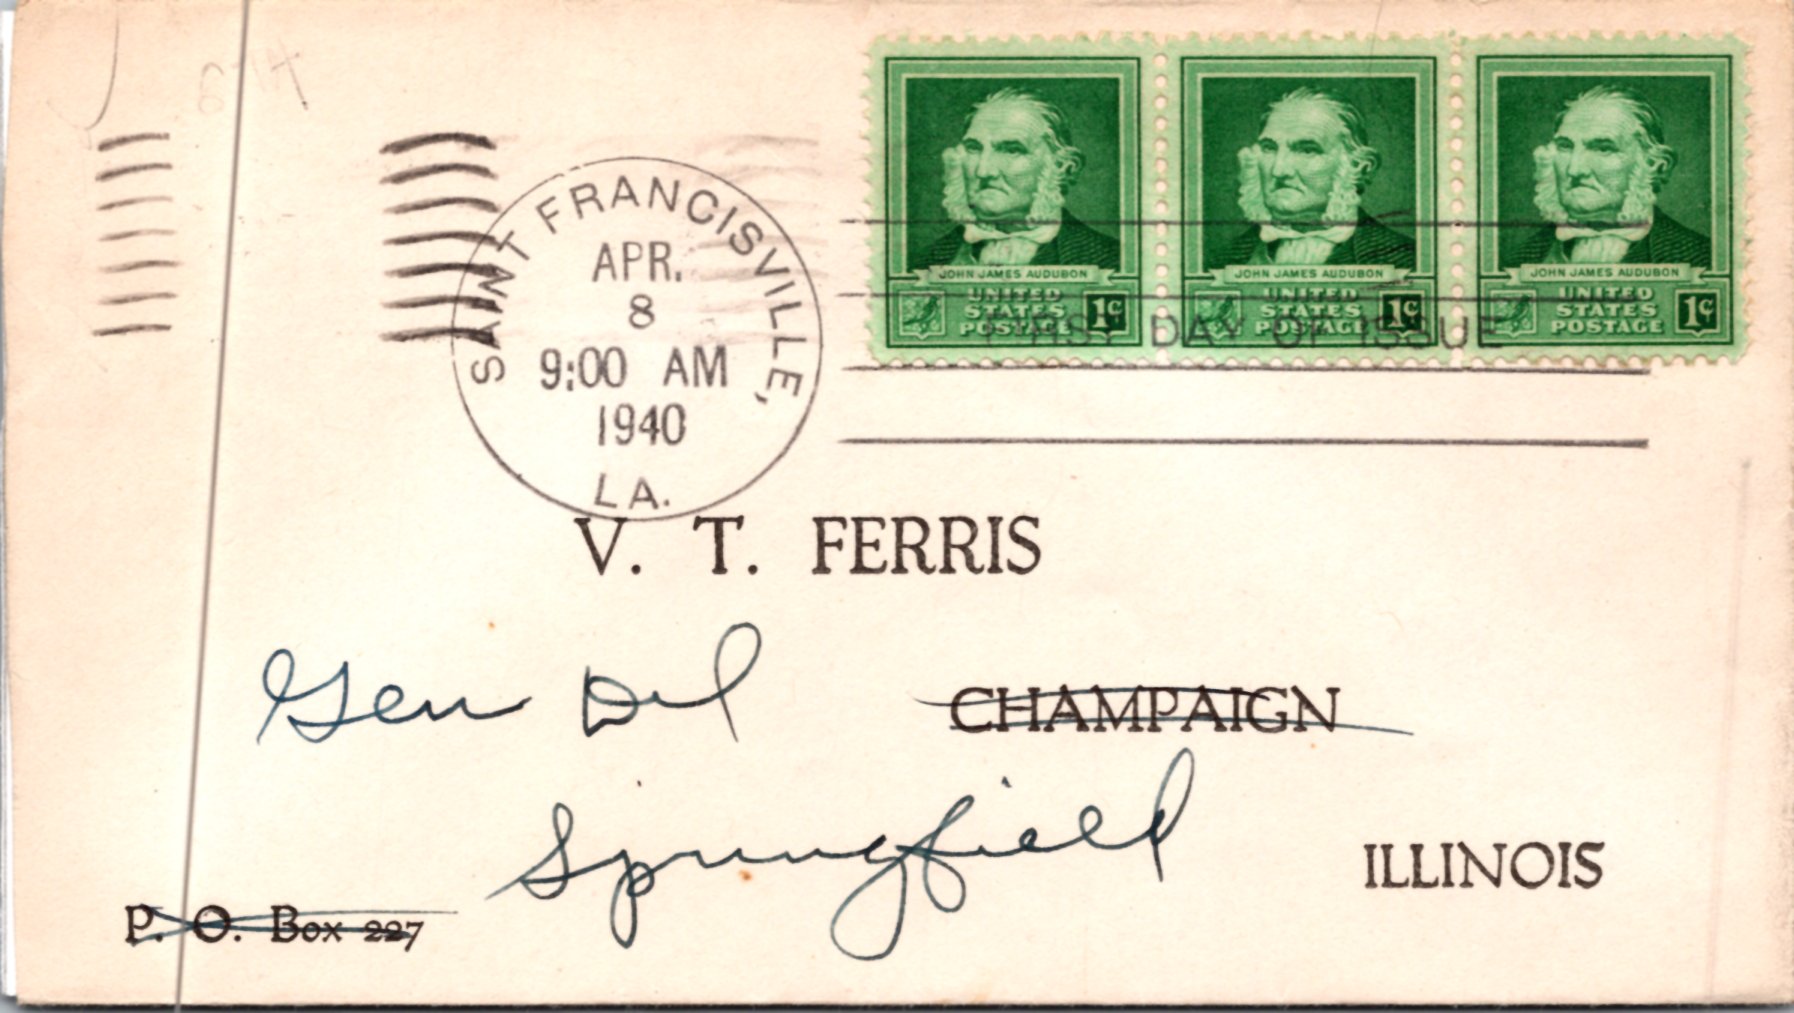 674
JOHN JAMES AUDUBON
UNITED STATES POSTAGE 1¢
JOHN JAMES AUDUBON
UNITED STATES POSTAGE 1¢
JOHN JAMES AUDUBON
UNITED STATES POSTAGE 1¢
SAINT FRANCISVILLE,
APR.
8
9:00 AM
1940
LA.
FIRST DAY OF ISSUE
V. T. FERRIS
Gen Del CHAMPAIGN
Springfield ILLINOIS
P. O. Box 227